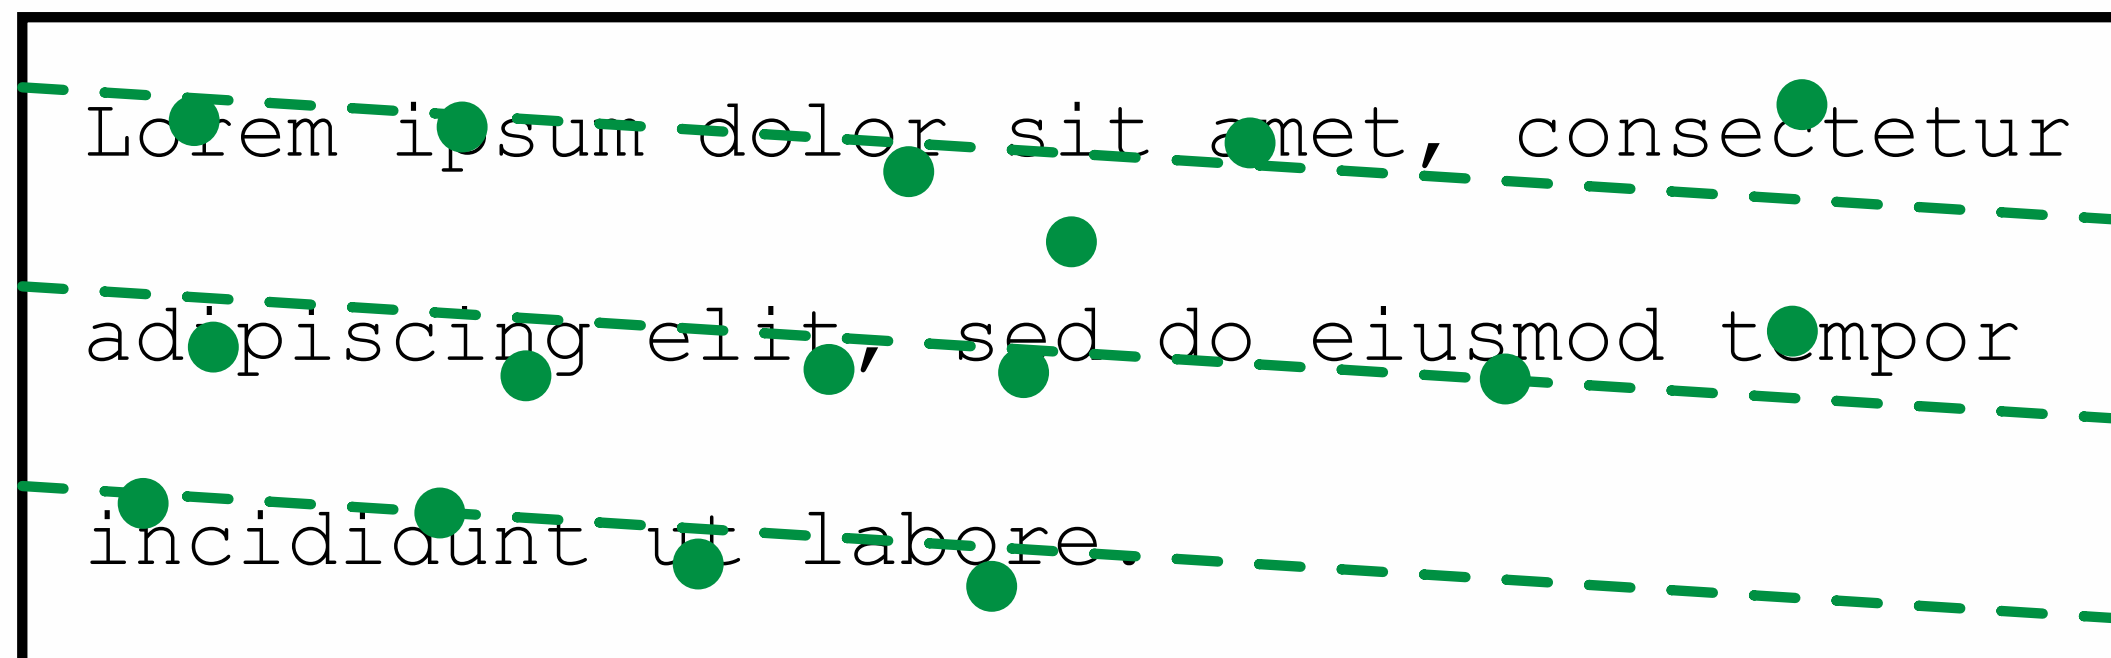 Lorem ipsum dolor sit amet, consectetur
adipiscing elit, sed do eiusmod tempor
incididunt ut labore.